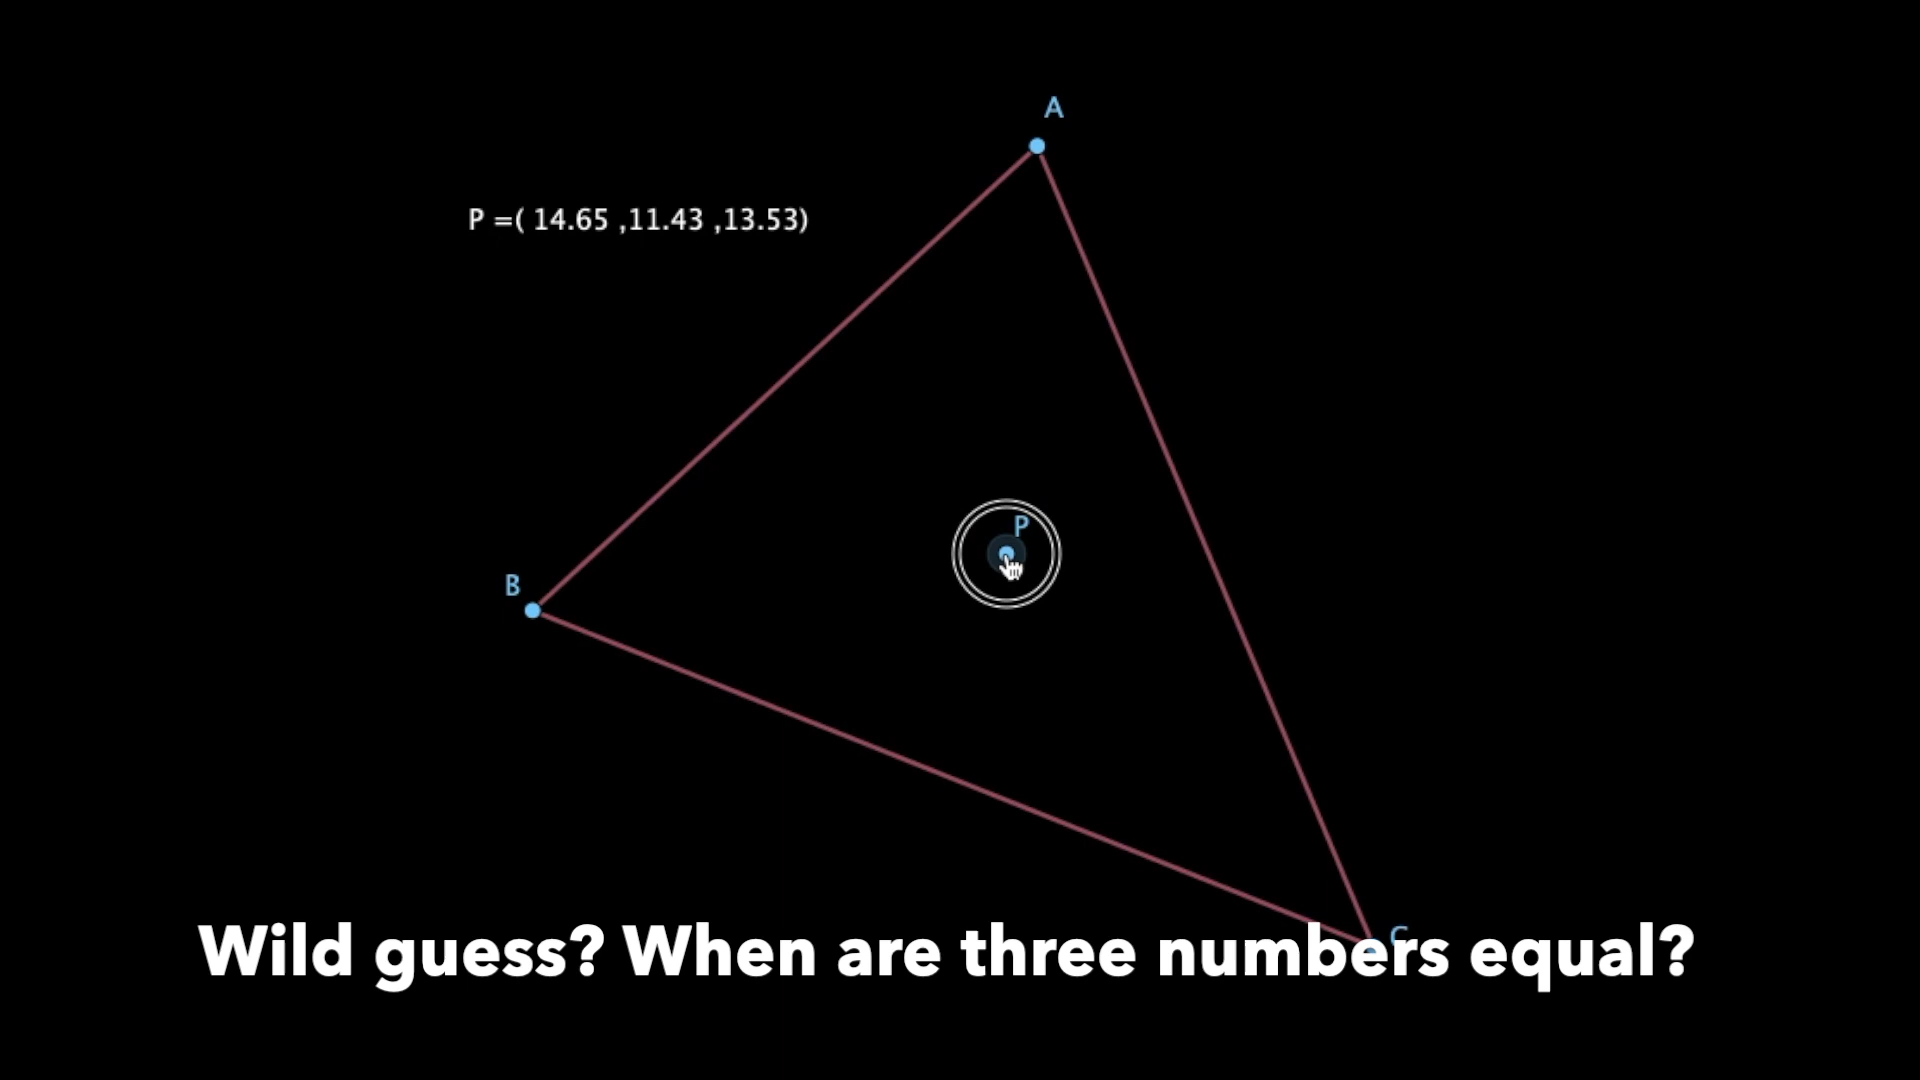 A
P =( 14.65 ,11.43 ,13.53)
P
B
C
Wild guess? When are three numbers equal?